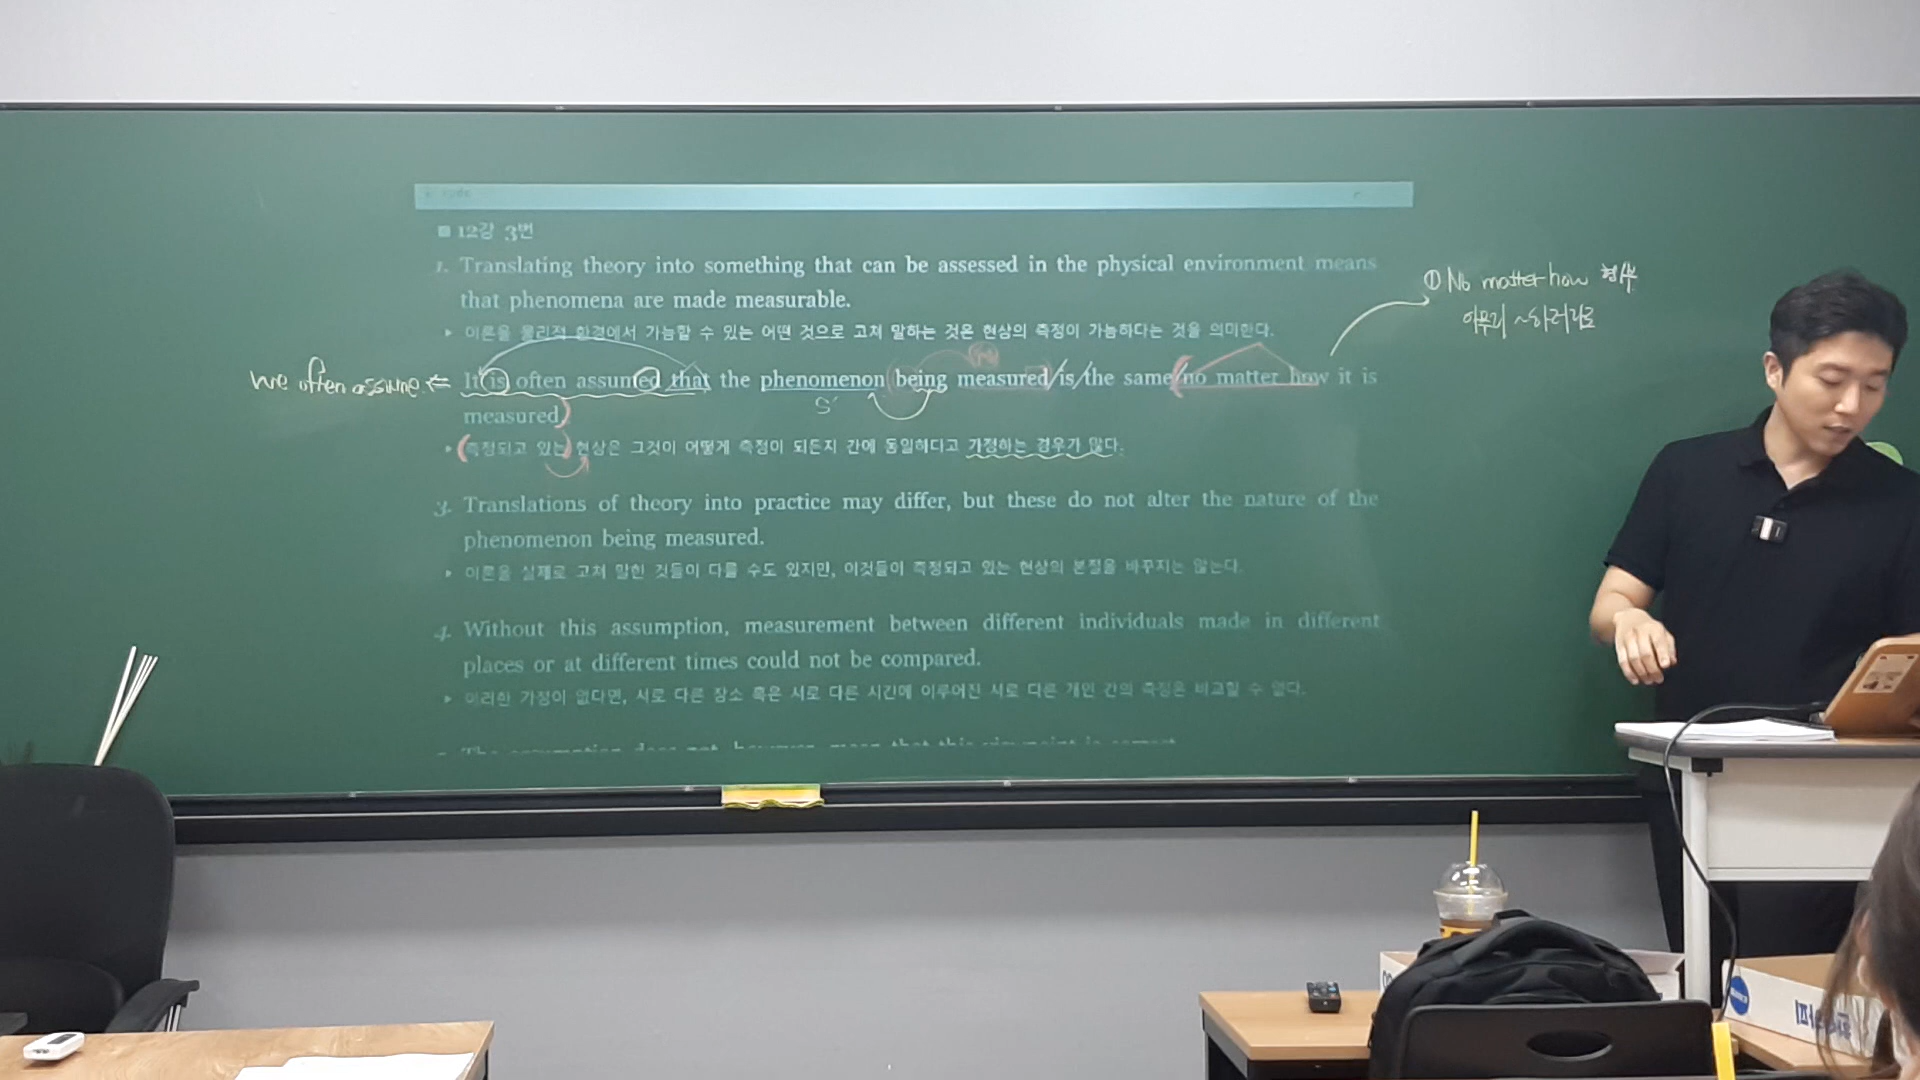 ■ 12강 3번
1. Translating theory into something that can be assessed in the physical environment means
that phenomena are made measurable.
▸ 이론을 물리적 환경에서 가늠할 수 있는 어떤 것으로 고쳐 말하는 것은 현상의 측정이 가능하다는 것을 의미한다.
① No matter how 형/부
아무리 ~하더라도
we often assume ⇐ It is often assumed that the phenomenon being measured / is / the same (no matter how it is
S'
measured)
▸ (측정되고 있는) 현상은 그것이 어떻게 측정이 되든지 간에 동일하다고 가정하는 경우가 많다.
3. Translations of theory into practice may differ, but these do not alter the nature of the
phenomenon being measured.
▸ 이론을 실제로 고쳐 말한 것들이 다를 수도 있지만, 이것들이 측정되고 있는 현상의 본질을 바꾸지는 않는다.
4. Without this assumption, measurement between different individuals made in different
places or at different times could not be compared.
▸ 이러한 가정이 없다면, 서로 다른 장소 혹은 서로 다른 시간에 이루어진 서로 다른 개인 간의 측정은 비교할 수 없다.
The assumption does not, however, mean that this viewpoint is correct.